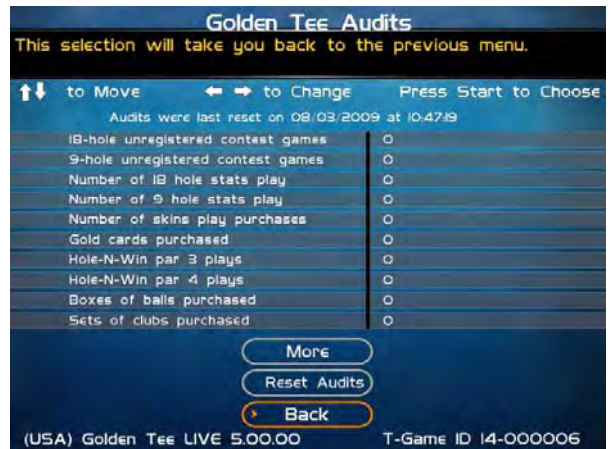 Golden Tee Audits
This selection will take you back to the previous menu.
to Move to Change Press Start to Choose
Audits were last reset on 08/03/2009 at 10:47:19
18-hole unregistered contest games 0
9-hole unregistered contest games 0
Number of 18 hole stats play 0
Number of 9 hole stats play 0
Number of skins play purchases 0
Gold cards purchased 0
Hole-N-Win par 3 plays 0
Hole-N-Win par 4 plays 0
Boxes of balls purchased 0
Sets of clubs purchased 0
More
Reset Audits
Back
(USA) Golden Tee LIVE 5.00.00 T-Game ID 14-000006